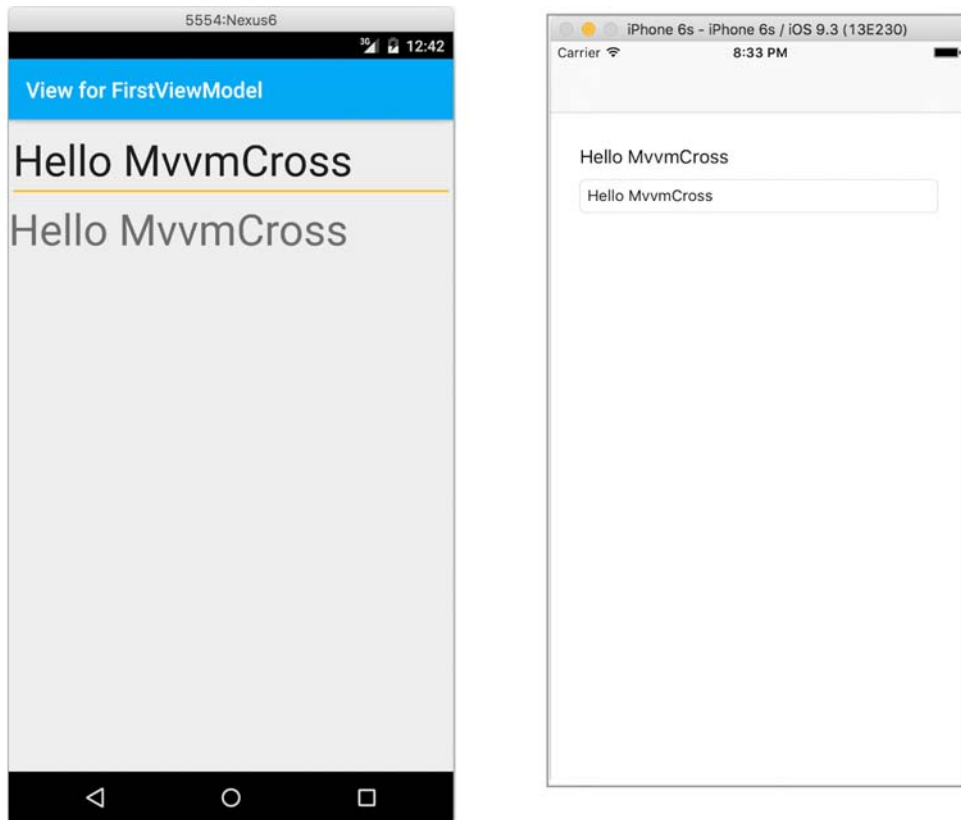 5554:Nexus6
3G 12:42
View for FirstViewModel
Hello MvvmCross
Hello MvvmCross
iPhone 6s - iPhone 6s / iOS 9.3 (13E230)
Carrier 8:33 PM
Hello MvvmCross
Hello MvvmCross